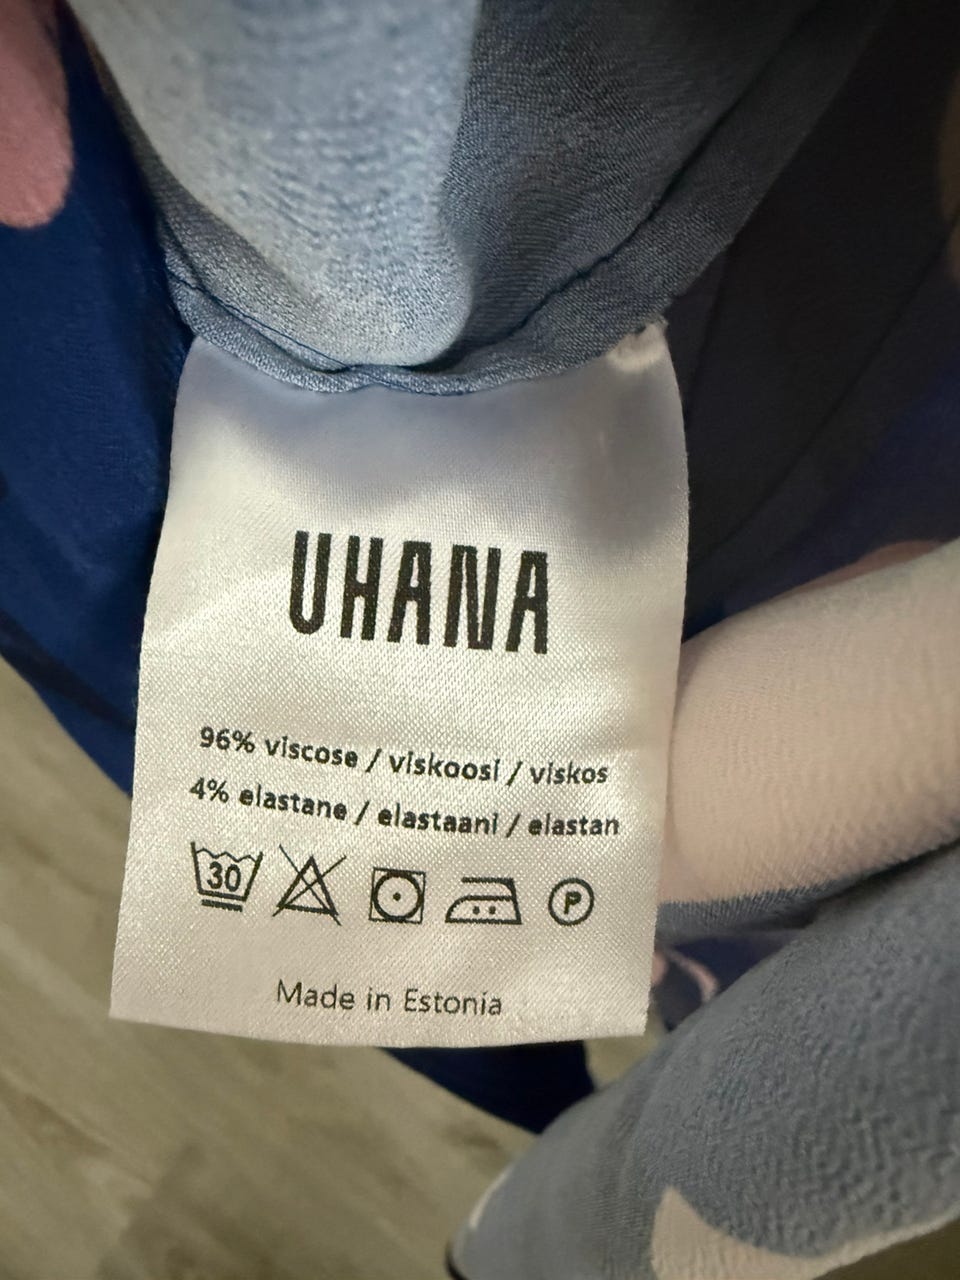 UHANA
96% viscose / viskoosi / viskos
4% elastane / elastaani / elastan
30
P
Made in Estonia